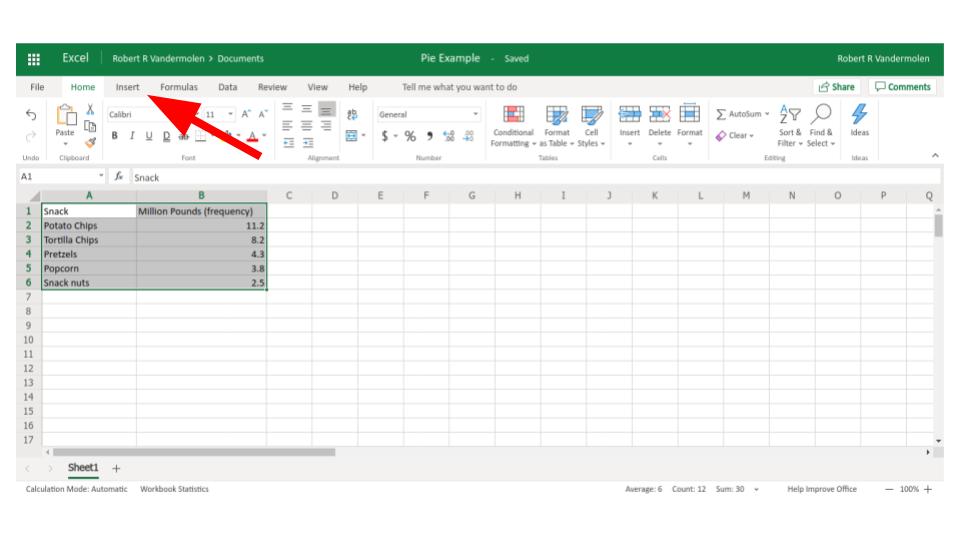 Excel Robert R Vandermolen > Documents Pie Example - Saved Robert R Vandermolen
File Home Insert Formulas Data Review View Help Tell me what you want to do Share Comments
Calibri 11 A^ A˅ General AutoSum
Paste B I U D ab A $ % 9 Conditional Formatting Format as Table Cell Styles Insert Delete Format Clear Sort & Filter Find & Select Ideas
Undo Clipboard Font Alignment Number Tables Cells Editing Ideas
A1 fx Snack
A B C D E F G H I J K L M N O P Q
1 Snack Million Pounds (frequency)
2 Potato Chips 11.2
3 Tortilla Chips 8.2
4 Pretzels 4.3
5 Popcorn 3.8
6 Snack nuts 2.5
7
8
9
10
11
12
13
14
15
16
17
Sheet1 +
Calculation Mode: Automatic Workbook Statistics Average: 6 Count: 12 Sum: 30 Help Improve Office — 100% +